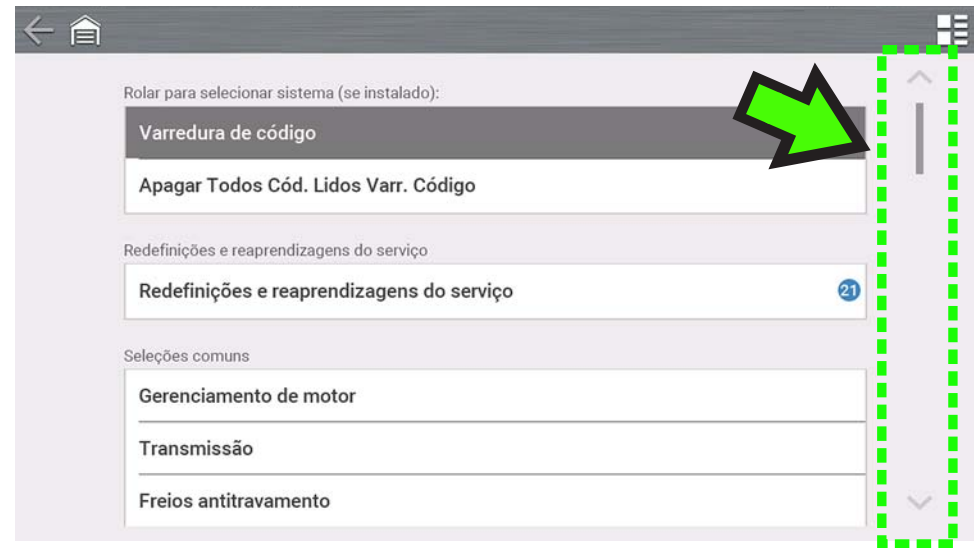 Rolar para selecionar sistema (se instalado):
Varredura de código
Apagar Todos Cód. Lidos Varr. Código
Redefinições e reaprendizagens do serviço
Redefinições e reaprendizagens do serviço 21
Seleções comuns
Gerenciamento de motor
Transmissão
Freios antitravamento